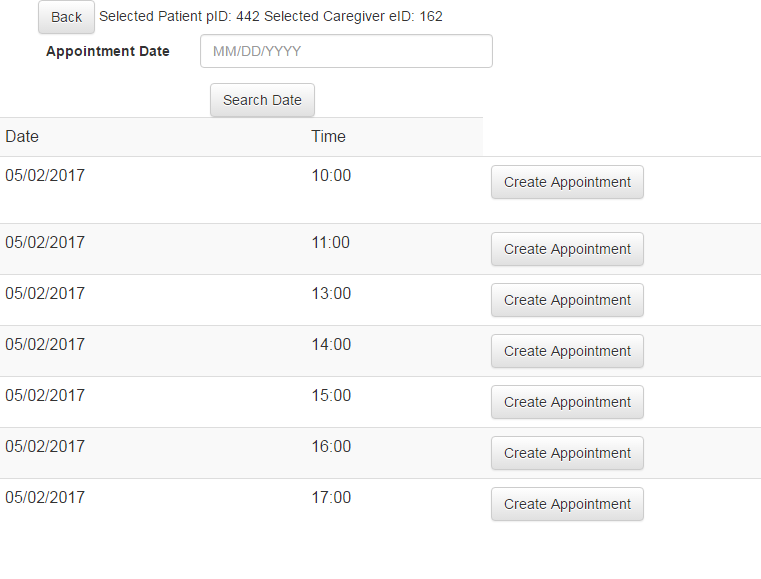 Back Selected Patient pID: 442 Selected Caregiver eID: 162
Appointment Date MM/DD/YYYY
Search Date
Date Time
05/02/2017 10:00 Create Appointment
05/02/2017 11:00 Create Appointment
05/02/2017 13:00 Create Appointment
05/02/2017 14:00 Create Appointment
05/02/2017 15:00 Create Appointment
05/02/2017 16:00 Create Appointment
05/02/2017 17:00 Create Appointment